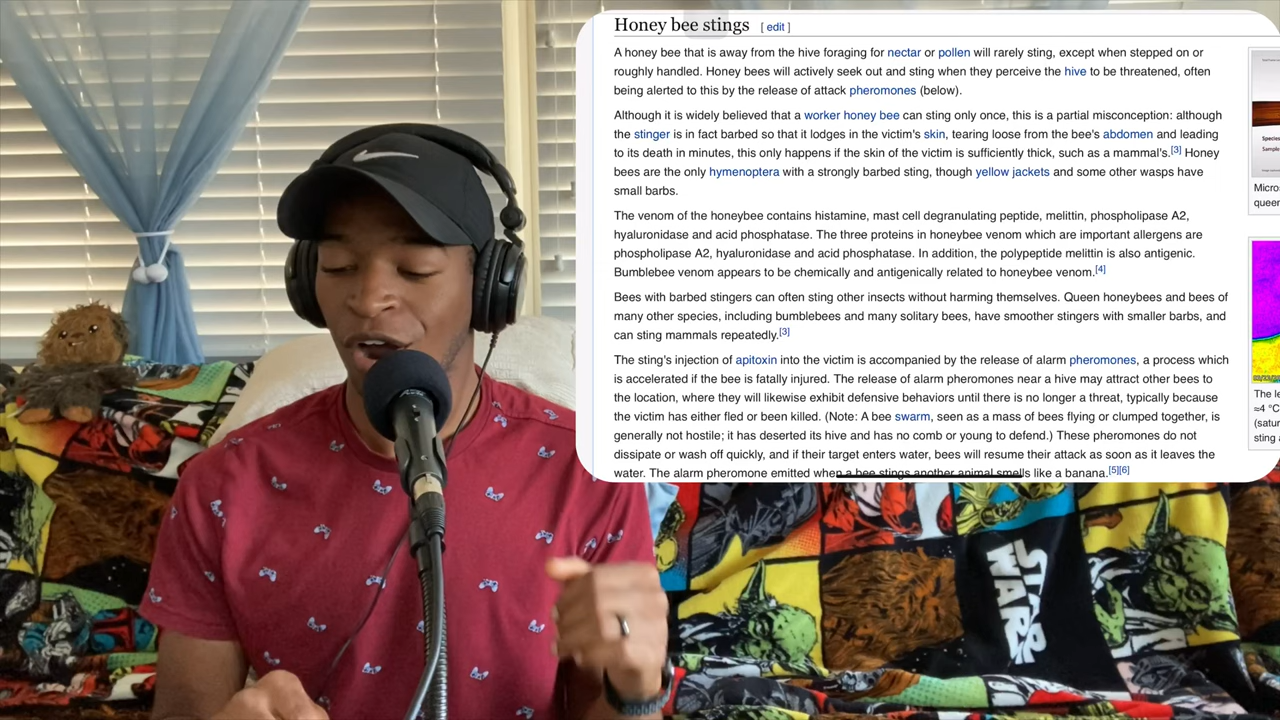 Honey bee stings [ edit ]
A honey bee that is away from the hive foraging for nectar or pollen will rarely sting, except when stepped on or
roughly handled. Honey bees will actively seek out and sting when they perceive the hive to be threatened, often
being alerted to this by the release of attack pheromones (below).
Although it is widely believed that a worker honey bee can sting only once, this is a partial misconception: although
the stinger is in fact barbed so that it lodges in the victim's skin, tearing loose from the bee's abdomen and leading
to its death in minutes, this only happens if the skin of the victim is sufficiently thick, such as a mammal's.[3] Honey
bees are the only hymenoptera with a strongly barbed sting, though yellow jackets and some other wasps have
small barbs.
The venom of the honeybee contains histamine, mast cell degranulating peptide, melittin, phospholipase A2,
hyaluronidase and acid phosphatase. The three proteins in honeybee venom which are important allergens are
phospholipase A2, hyaluronidase and acid phosphatase. In addition, the polypeptide melittin is also antigenic.
Bumblebee venom appears to be chemically and antigenically related to honeybee venom.[4]
Bees with barbed stingers can often sting other insects without harming themselves. Queen honeybees and bees of
many other species, including bumblebees and many solitary bees, have smoother stingers with smaller barbs, and
can sting mammals repeatedly.[3]
The sting's injection of apitoxin into the victim is accompanied by the release of alarm pheromones, a process which
is accelerated if the bee is fatally injured. The release of alarm pheromones near a hive may attract other bees to
the location, where they will likewise exhibit defensive behaviors until there is no longer a threat, typically because
the victim has either fled or been killed. (Note: A bee swarm, seen as a mass of bees flying or clumped together, is
generally not hostile; it has deserted its hive and has no comb or young to defend.) These pheromones do not
dissipate or wash off quickly, and if their target enters water, bees will resume their attack as soon as it leaves the
water. The alarm pheromone emitted when a bee stings another animal smells like a banana.[5][6]
Species
Sample
Micro
queer
The le
≈4 °C
(satur
sting a
STAR
WARS